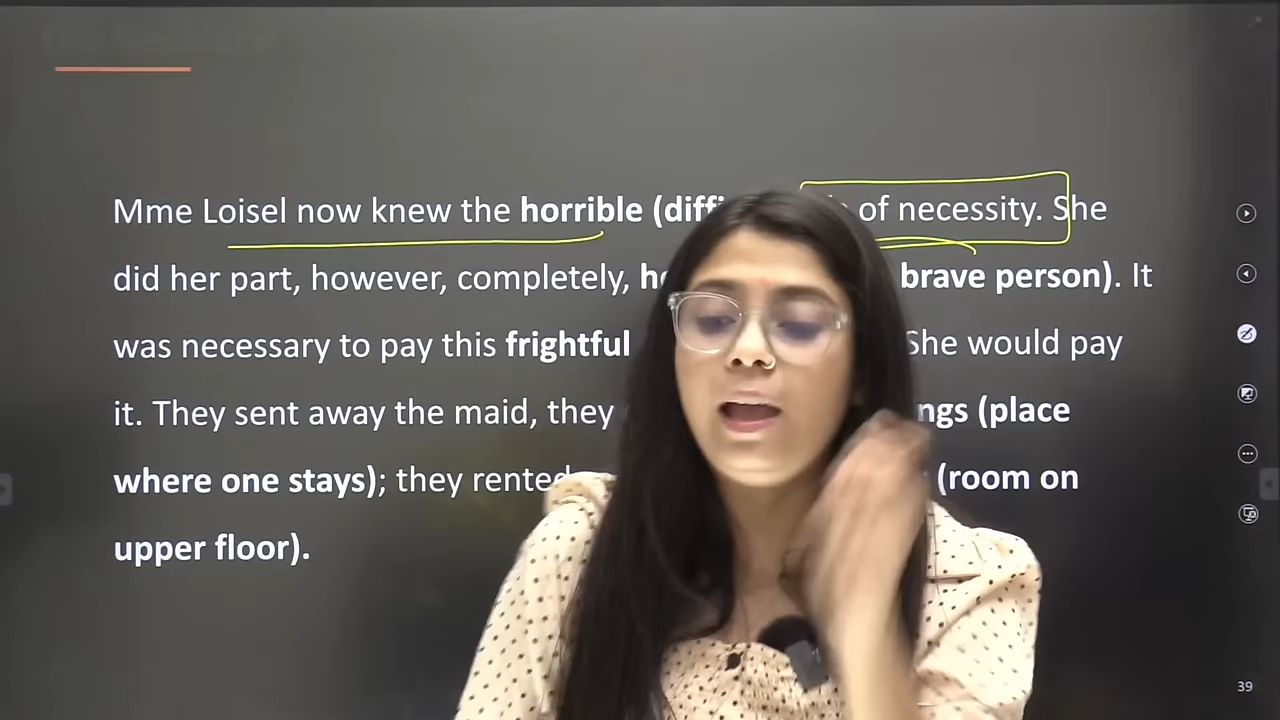 Mme Loisel now knew the horrible (diffi of necessity. She
did her part, however, completely, he brave person). It
was necessary to pay this frightful She would pay
it. They sent away the maid, they ngs (place
where one stays); they rented (room on
upper floor).
39